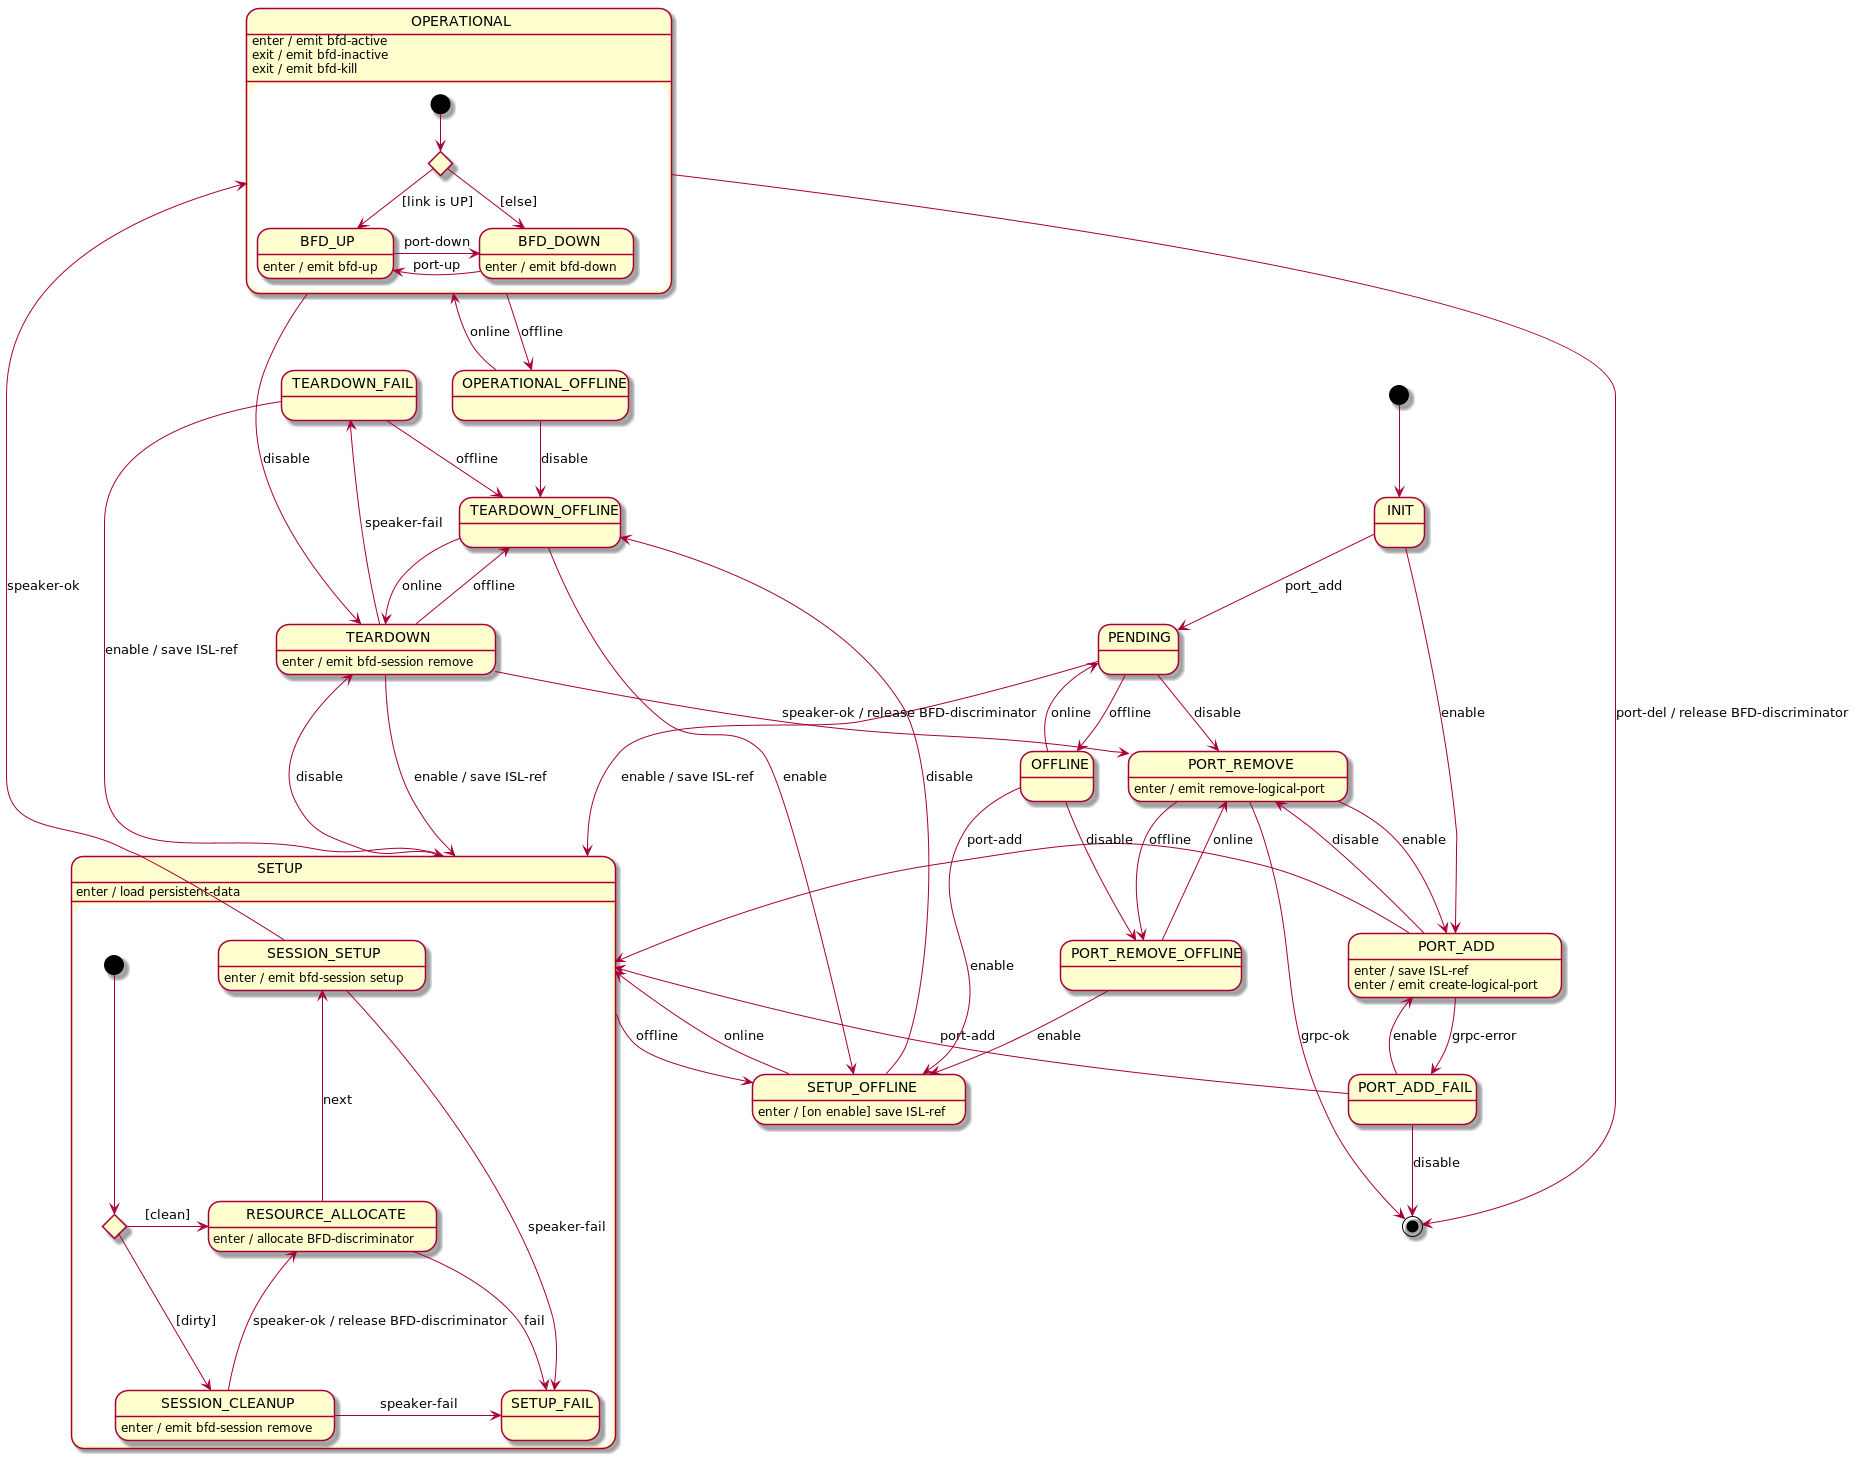 OPERATIONAL
enter / emit bfd-active
exit / emit bfd-inactive
exit / emit bfd-kill
[link is UP]
[else]
BFD_UP
enter / emit bfd-up
port-down
port-up
BFD_DOWN
enter / emit bfd-down
online
offline
TEARDOWN_FAIL
OPERATIONAL_OFFLINE
disable
offline
disable
TEARDOWN_OFFLINE
INIT
speaker-fail
speaker-ok
online
offline
port_add
enable / save ISL-ref
TEARDOWN
enter / emit bfd-session remove
PENDING
speaker-ok / release BFD-discriminator
online
offline
disable
enable
port-del / release BFD-discriminator
disable
enable / save ISL-ref
enable / save ISL-ref
enable
disable
OFFLINE
PORT_REMOVE
enter / emit remove-logical-port
port-add
disable
offline
online
disable
enable
SETUP
enter / load persistent-data
SESSION_SETUP
enter / emit bfd-session setup
enable
PORT_REMOVE_OFFLINE
PORT_ADD
enter / save ISL-ref
enter / emit create-logical-port
offline
online
port-add
enable
grpc-ok
enable
grpc-error
next
SETUP_OFFLINE
enter / [on enable] save ISL-ref
PORT_ADD_FAIL
disable
[clean]
RESOURCE_ALLOCATE
enter / allocate BFD-discriminator
speaker-fail
[dirty]
speaker-ok / release BFD-discriminator
fail
SESSION_CLEANUP
enter / emit bfd-session remove
speaker-fail
SETUP_FAIL